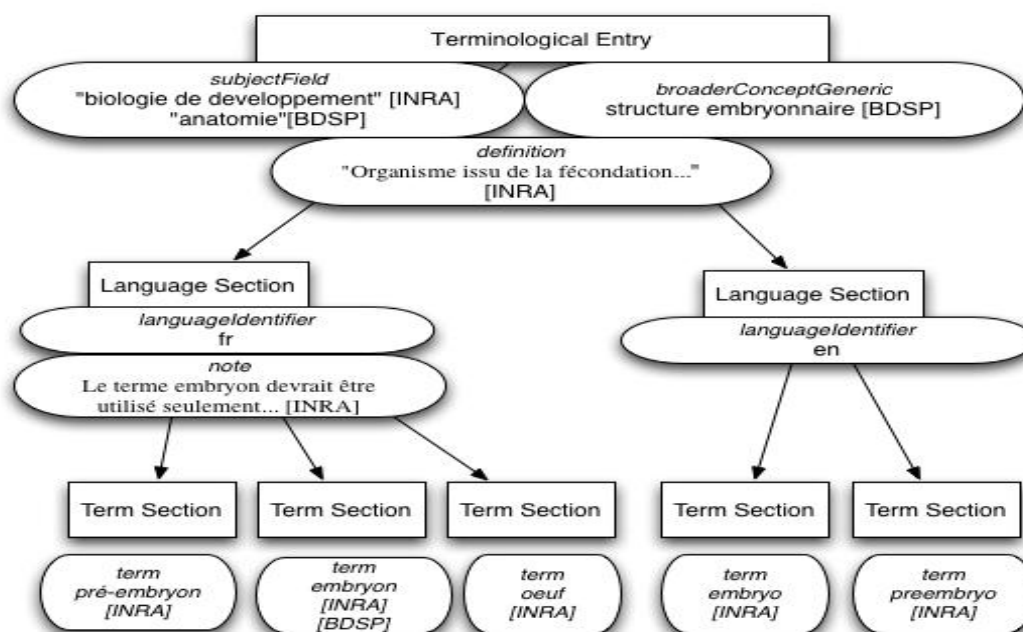 Terminological Entry
subjectField
"biologie de developpement" [INRA]
"anatomie"[BDSP]
broaderConceptGeneric
structure embryonnaire [BDSP]
definition
"Organisme issu de la fécondation..."
[INRA]
Language Section
languageIdentifier
fr
note
Le terme embryon devrait être
utilisé seulement... [INRA]
Language Section
languageIdentifier
en
Term Section
Term Section
Term Section
Term Section
Term Section
term
pré-embryon
[INRA]
term
embryon
[INRA]
[BDSP]
term
oeuf
[INRA]
term
embryo
[INRA]
term
preembryo
[INRA]